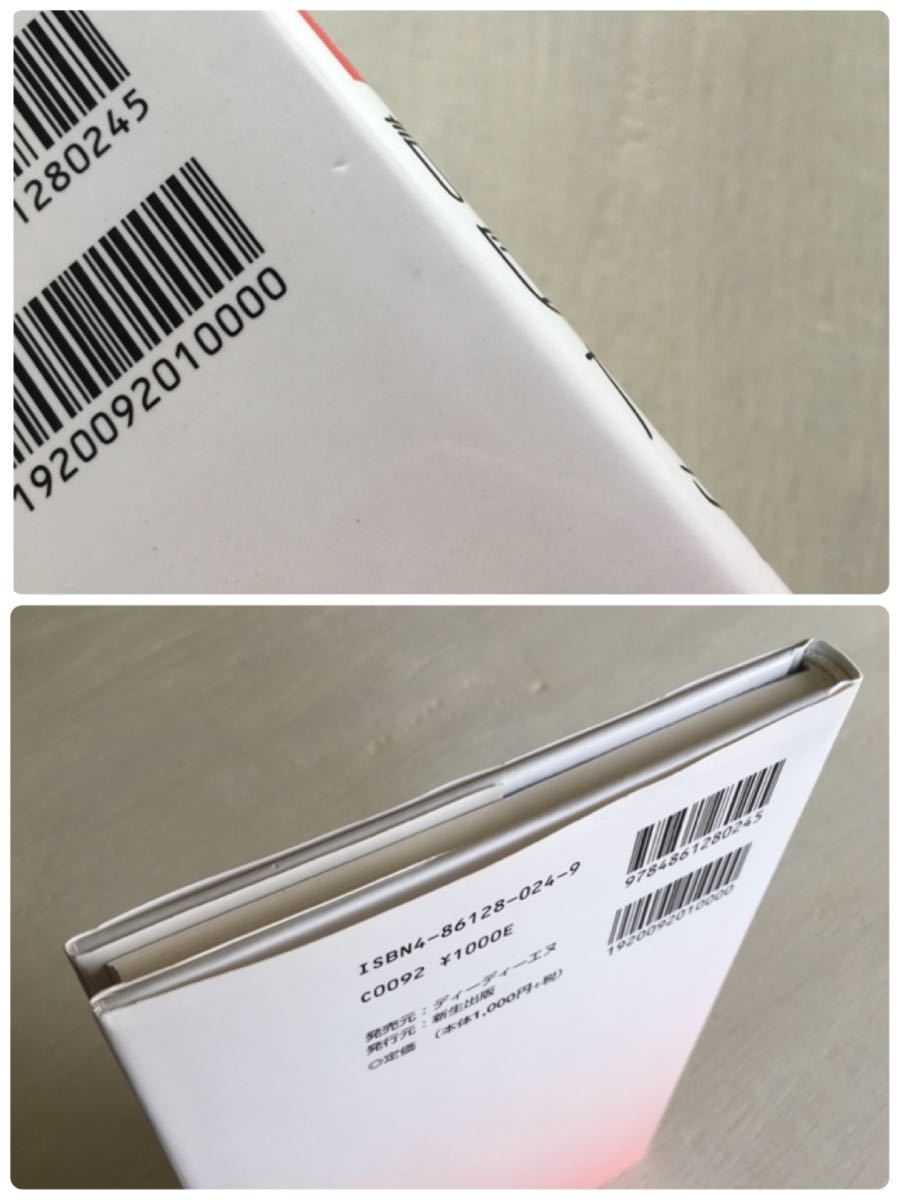 1280245
1920092010000
ISBN4-86128-024-9
C0092 ¥1000E
発売元：ディーディーエヌ
発行元：新生出版
◎定価 （本体1,000円+税）
9784861280245
1920092010000